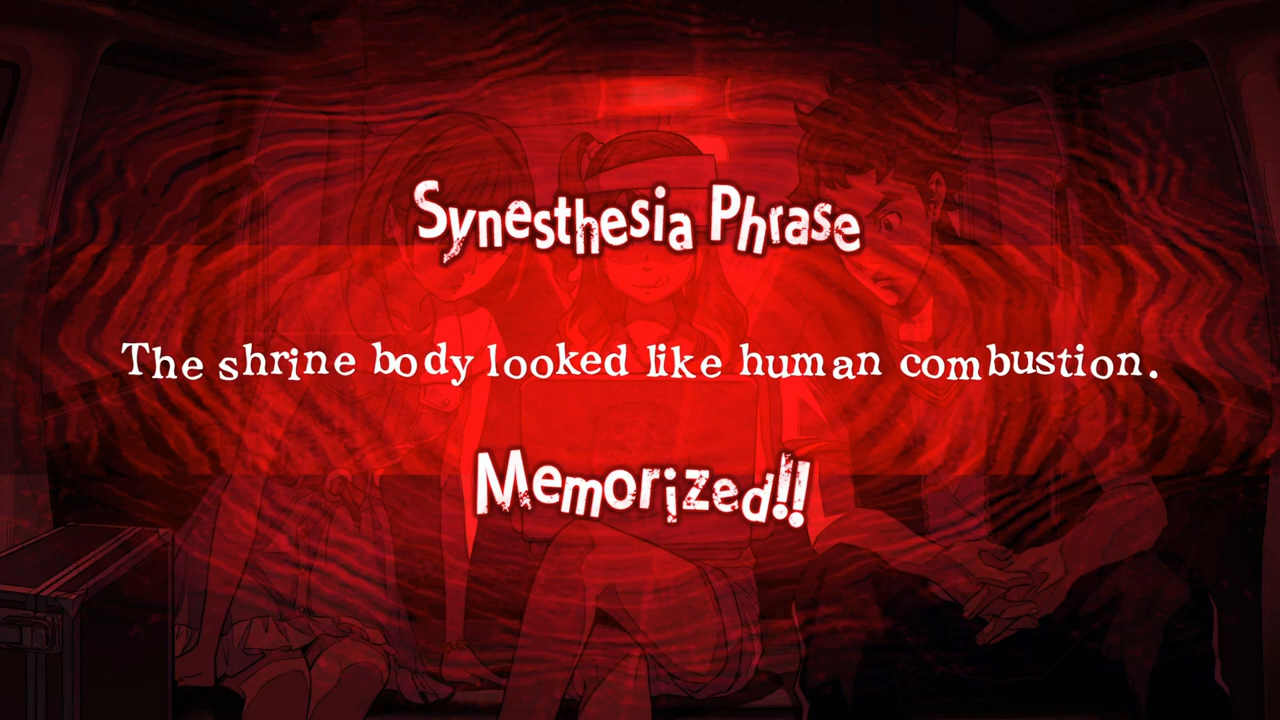 Synesthesia Phrase
The shrine body looked like human combustion.
Memorized!!